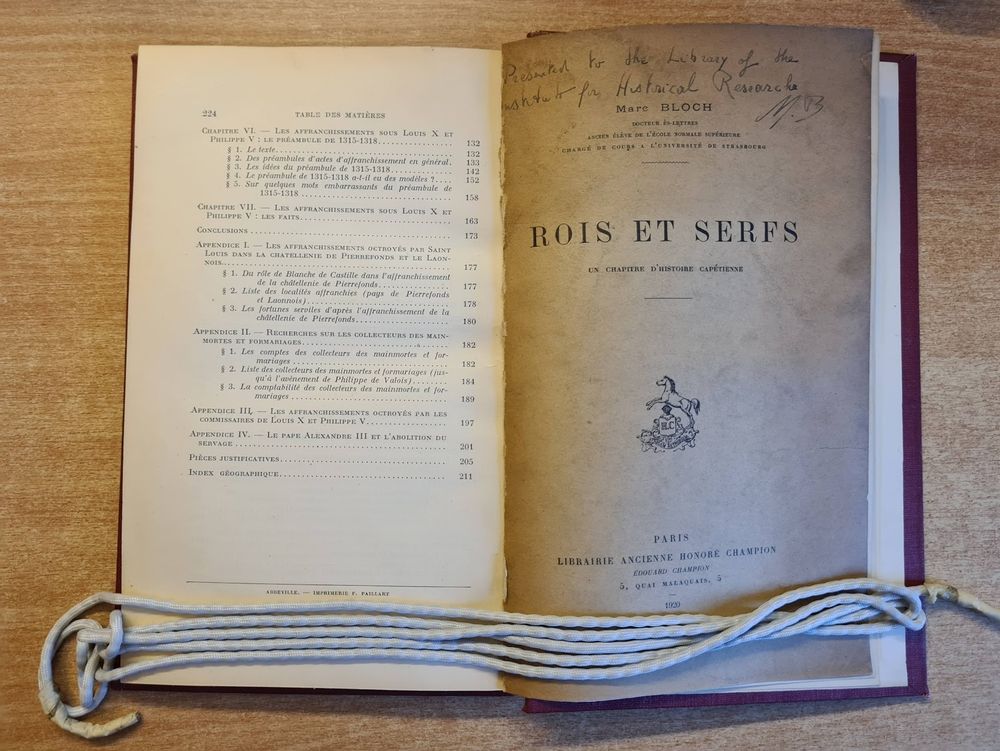 224 TABLE DES MATIÈRES
CHAPITRE VI. — LES AFFRANCHISSEMENTS SOUS LOUIS X ET
PHILIPPE V : LE PRÉAMBULE DE 1315-1318.................... 132
§ 1. Le texte........................................ 132
§ 2. Des préambules d'actes d'affranchissement en général. 133
§ 3. Les idées du préambule de 1315-1318.............. 142
§ 4. Le préambule de 1315-1318 a-t-il eu des modèles ?.... 152
§ 5. Sur quelques mots embarrassants du préambule de
1315-1318 ........................................ 158
CHAPITRE VII. — LES AFFRANCHISSEMENTS SOUS LOUIS X ET
PHILIPPE V : LES FAITS.................................... 163
CONCLUSIONS .............................................. 173
APPENDICE I. — LES AFFRANCHISSEMENTS OCTROYÉS PAR SAINT
LOUIS DANS LA CHATELLENIE DE PIERREFONDS ET LE LAON-
NOIS...................................................... 177
§ 1. Du rôle de Blanche de Castille dans l'affranchissement
de la châtellenie de Pierrefonds.................... 177
§ 2. Liste des localités affranchies (pays de Pierrefonds
et Laonnois)........................................ 178
§ 3. Les fortunes serviles d'après l'affranchissement de la
châtellenie de Pierrefonds.......................... 180
APPENDICE II. — RECHERCHES SUR LES COLLECTEURS DES MAIN-
MORTES ET FORMARIAGES..................................... 182
§ 1. Les comptes des collecteurs des mainmortes et for-
mariages ........................................... 182
§ 2. Liste des collecteurs des mainmortes et formariages (jus-
qu'à l'avènement de Philippe de Valois)............. 184
§ 3. La comptabilité des collecteurs des mainmortes et for-
mariages ........................................... 189
APPENDICE III. — LES AFFRANCHISSEMENTS OCTROYÉS PAR LES
COMMISSAIRES DE LOUIS X ET PHILIPPE V..................... 197
APPENDICE IV. — LE PAPE ALEXANDRE III ET L'ABOLITION DU
SERVAGE .................................................. 201
PIÈCES JUSTIFICATIVES..................................... 205
INDEX GÉOGRAPHIQUE........................................ 211
ABBEVILLE. — IMPRIMERIE F. PAILLART
Presented to the Library of the
Institute for Historical Researche
M. B
Marc BLOCH
DOCTEUR ÈS-LETTRES
ANCIEN ÉLÈVE DE L'ÉCOLE NORMALE SUPÉRIEURE
CHARGÉ DE COURS A L'UNIVERSITÉ DE STRASBOURG
ROIS ET SERFS
UN CHAPITRE D'HISTOIRE CAPÉTIENNE
H.C
PARIS
LIBRAIRIE ANCIENNE HONORÉ CHAMPION
ÉDOUARD CHAMPION
5, QUAI MALAQUAIS, 5
1920